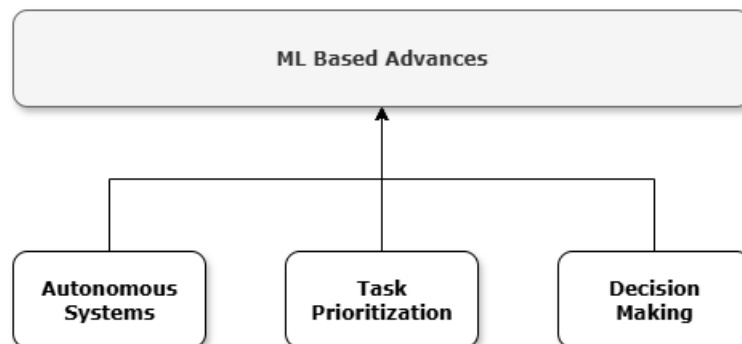 ML Based Advances
Autonomous
Systems
Task
Prioritization
Decision
Making